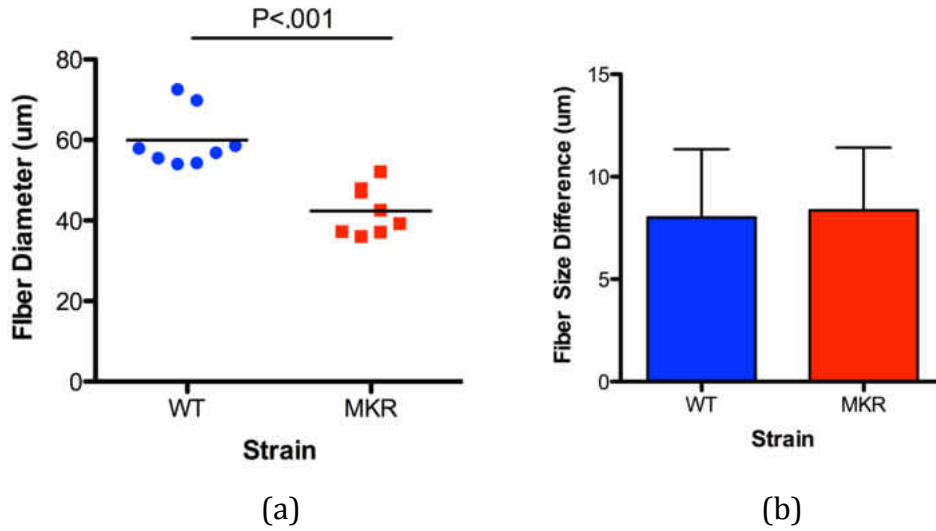 P<.001
FIber Diameter (um)
80
60
40
20
0
WT
MKR
Strain
(a)
Fiber Size Difference (um)
15
10
5
0
WT
MKR
Strain
(b)